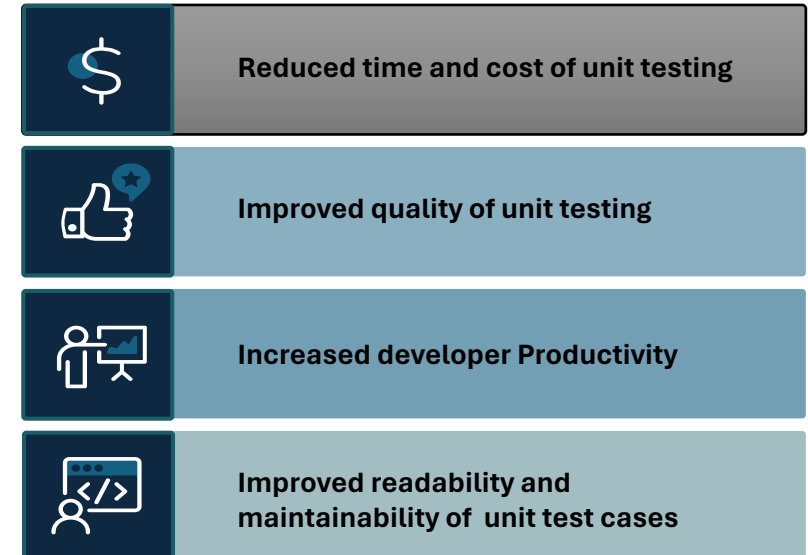 $
Reduced time and cost of unit testing
Improved quality of unit testing
Increased developer Productivity
</>
Improved readability and
maintainability of  unit test cases